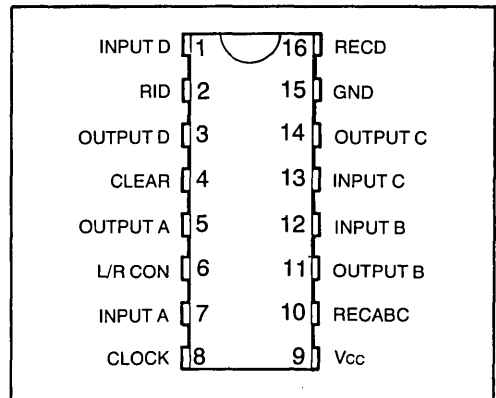 INPUT D 1 16 RECD
RID 2 15 GND
OUTPUT D 3 14 OUTPUT C
CLEAR 4 13 INPUT C
OUTPUT A 5 12 INPUT B
L/R CON 6 11 OUTPUT B
INPUT A 7 10 RECABC
CLOCK 8 9 Vcc